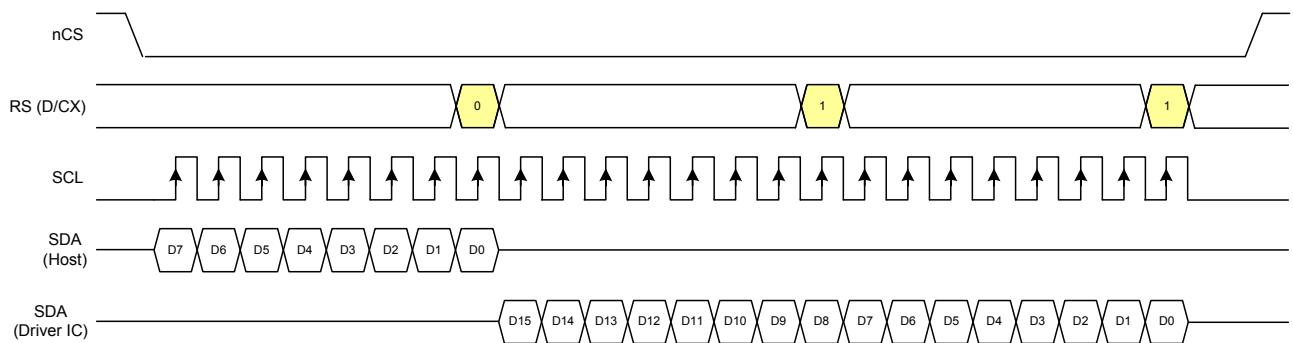 nCS
RS (D/CX) 0 1 1
SCL
SDA
(Host)
D7 D6 D5 D4 D3 D2 D1 D0
SDA
(Driver IC)
D15 D14 D13 D12 D11 D10 D9 D8 D7 D6 D5 D4 D3 D2 D1 D0